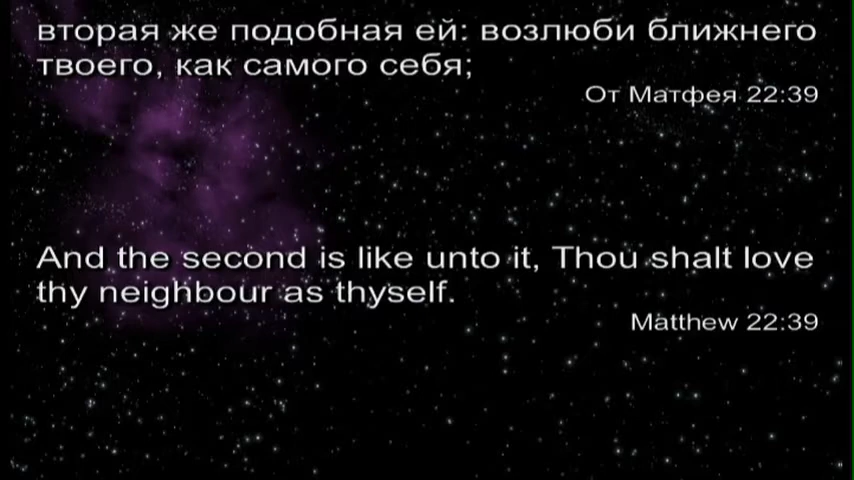 вторая же подобная ей: возлюби ближнего
твоего, как самого себя;
От Матфея 22:39
And the second is like unto it, Thou shalt love
thy neighbour as thyself.
Matthew 22:39